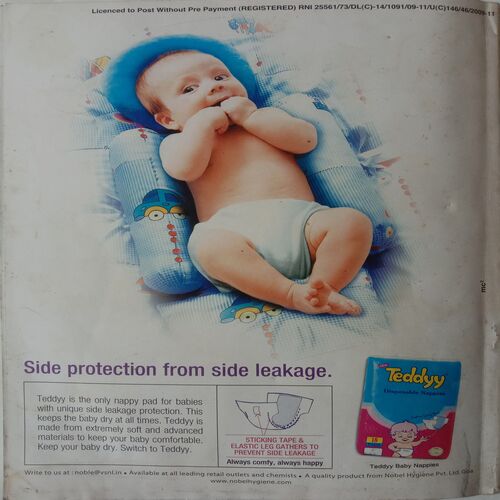 Licenced to Post Without Pre Payment (REGISTERED) RNI 25561/73/DL(C)-14/1091/09-11/U(C)146/46/2009-11
mc²
Side protection from side leakage.
Teddyy is the only nappy pad for babies
with unique side leakage protection. This
keeps the baby dry at all times. Teddyy is
made from extremely soft and advanced
materials to keep your baby comfortable.
Keep your baby dry. Switch to Teddyy.
STICKING TAPE &
ELASTIC LEG GATHERS TO
PREVENT SIDE LEAKAGE
Always comfy, always happy
Teddyy
Disposable Nappies
Teddyy Baby Nappies
Write to us at : noble@vsnl.in • Available at all leading retail outlets and chemists • A quality product from Nobel Hygiene Pvt. Ltd. Goa
www.nobelhygiene.com